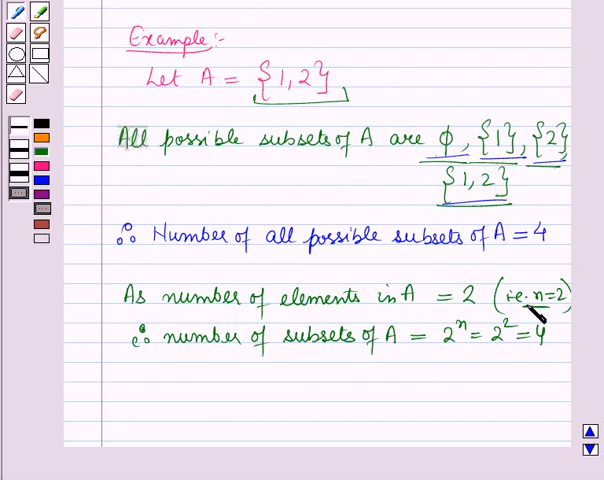 Example:-
Let A = {1, 2}
All possible subsets of A are φ, {1}, {2}
{1, 2}
∴ Number of all possible subsets of A = 4
As number of elements in A = 2 (i.e. n=2)
∴ number of subsets of A = 2ⁿ = 2² = 4